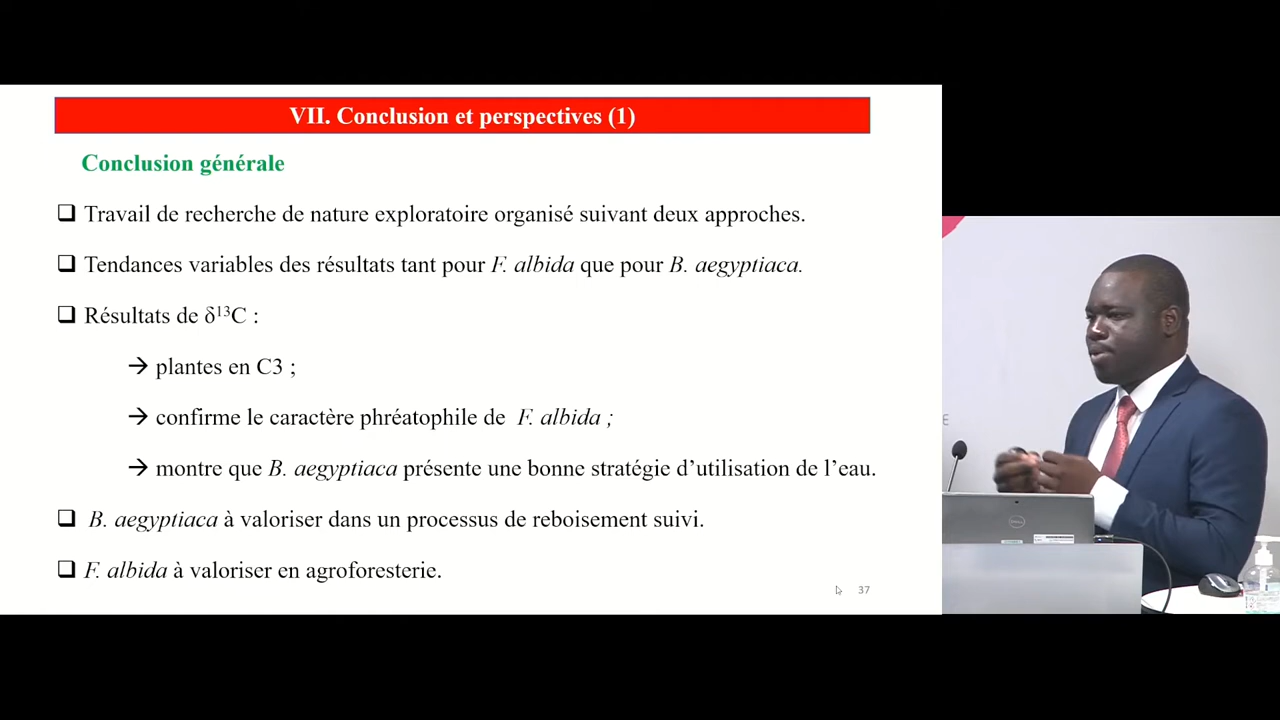 VII. Conclusion et perspectives (1)
Conclusion générale
❑ Travail de recherche de nature exploratoire organisé suivant deux approches.
❑ Tendances variables des résultats tant pour F. albida que pour B. aegyptiaca.
❑ Résultats de δ¹³C :
→ plantes en C3 ;
→ confirme le caractère phréatophile de F. albida ;
→ montre que B. aegyptiaca présente une bonne stratégie d’utilisation de l’eau.
❑ B. aegyptiaca à valoriser dans un processus de reboisement suivi.
❑ F. albida à valoriser en agroforesterie.
37
E
DELL